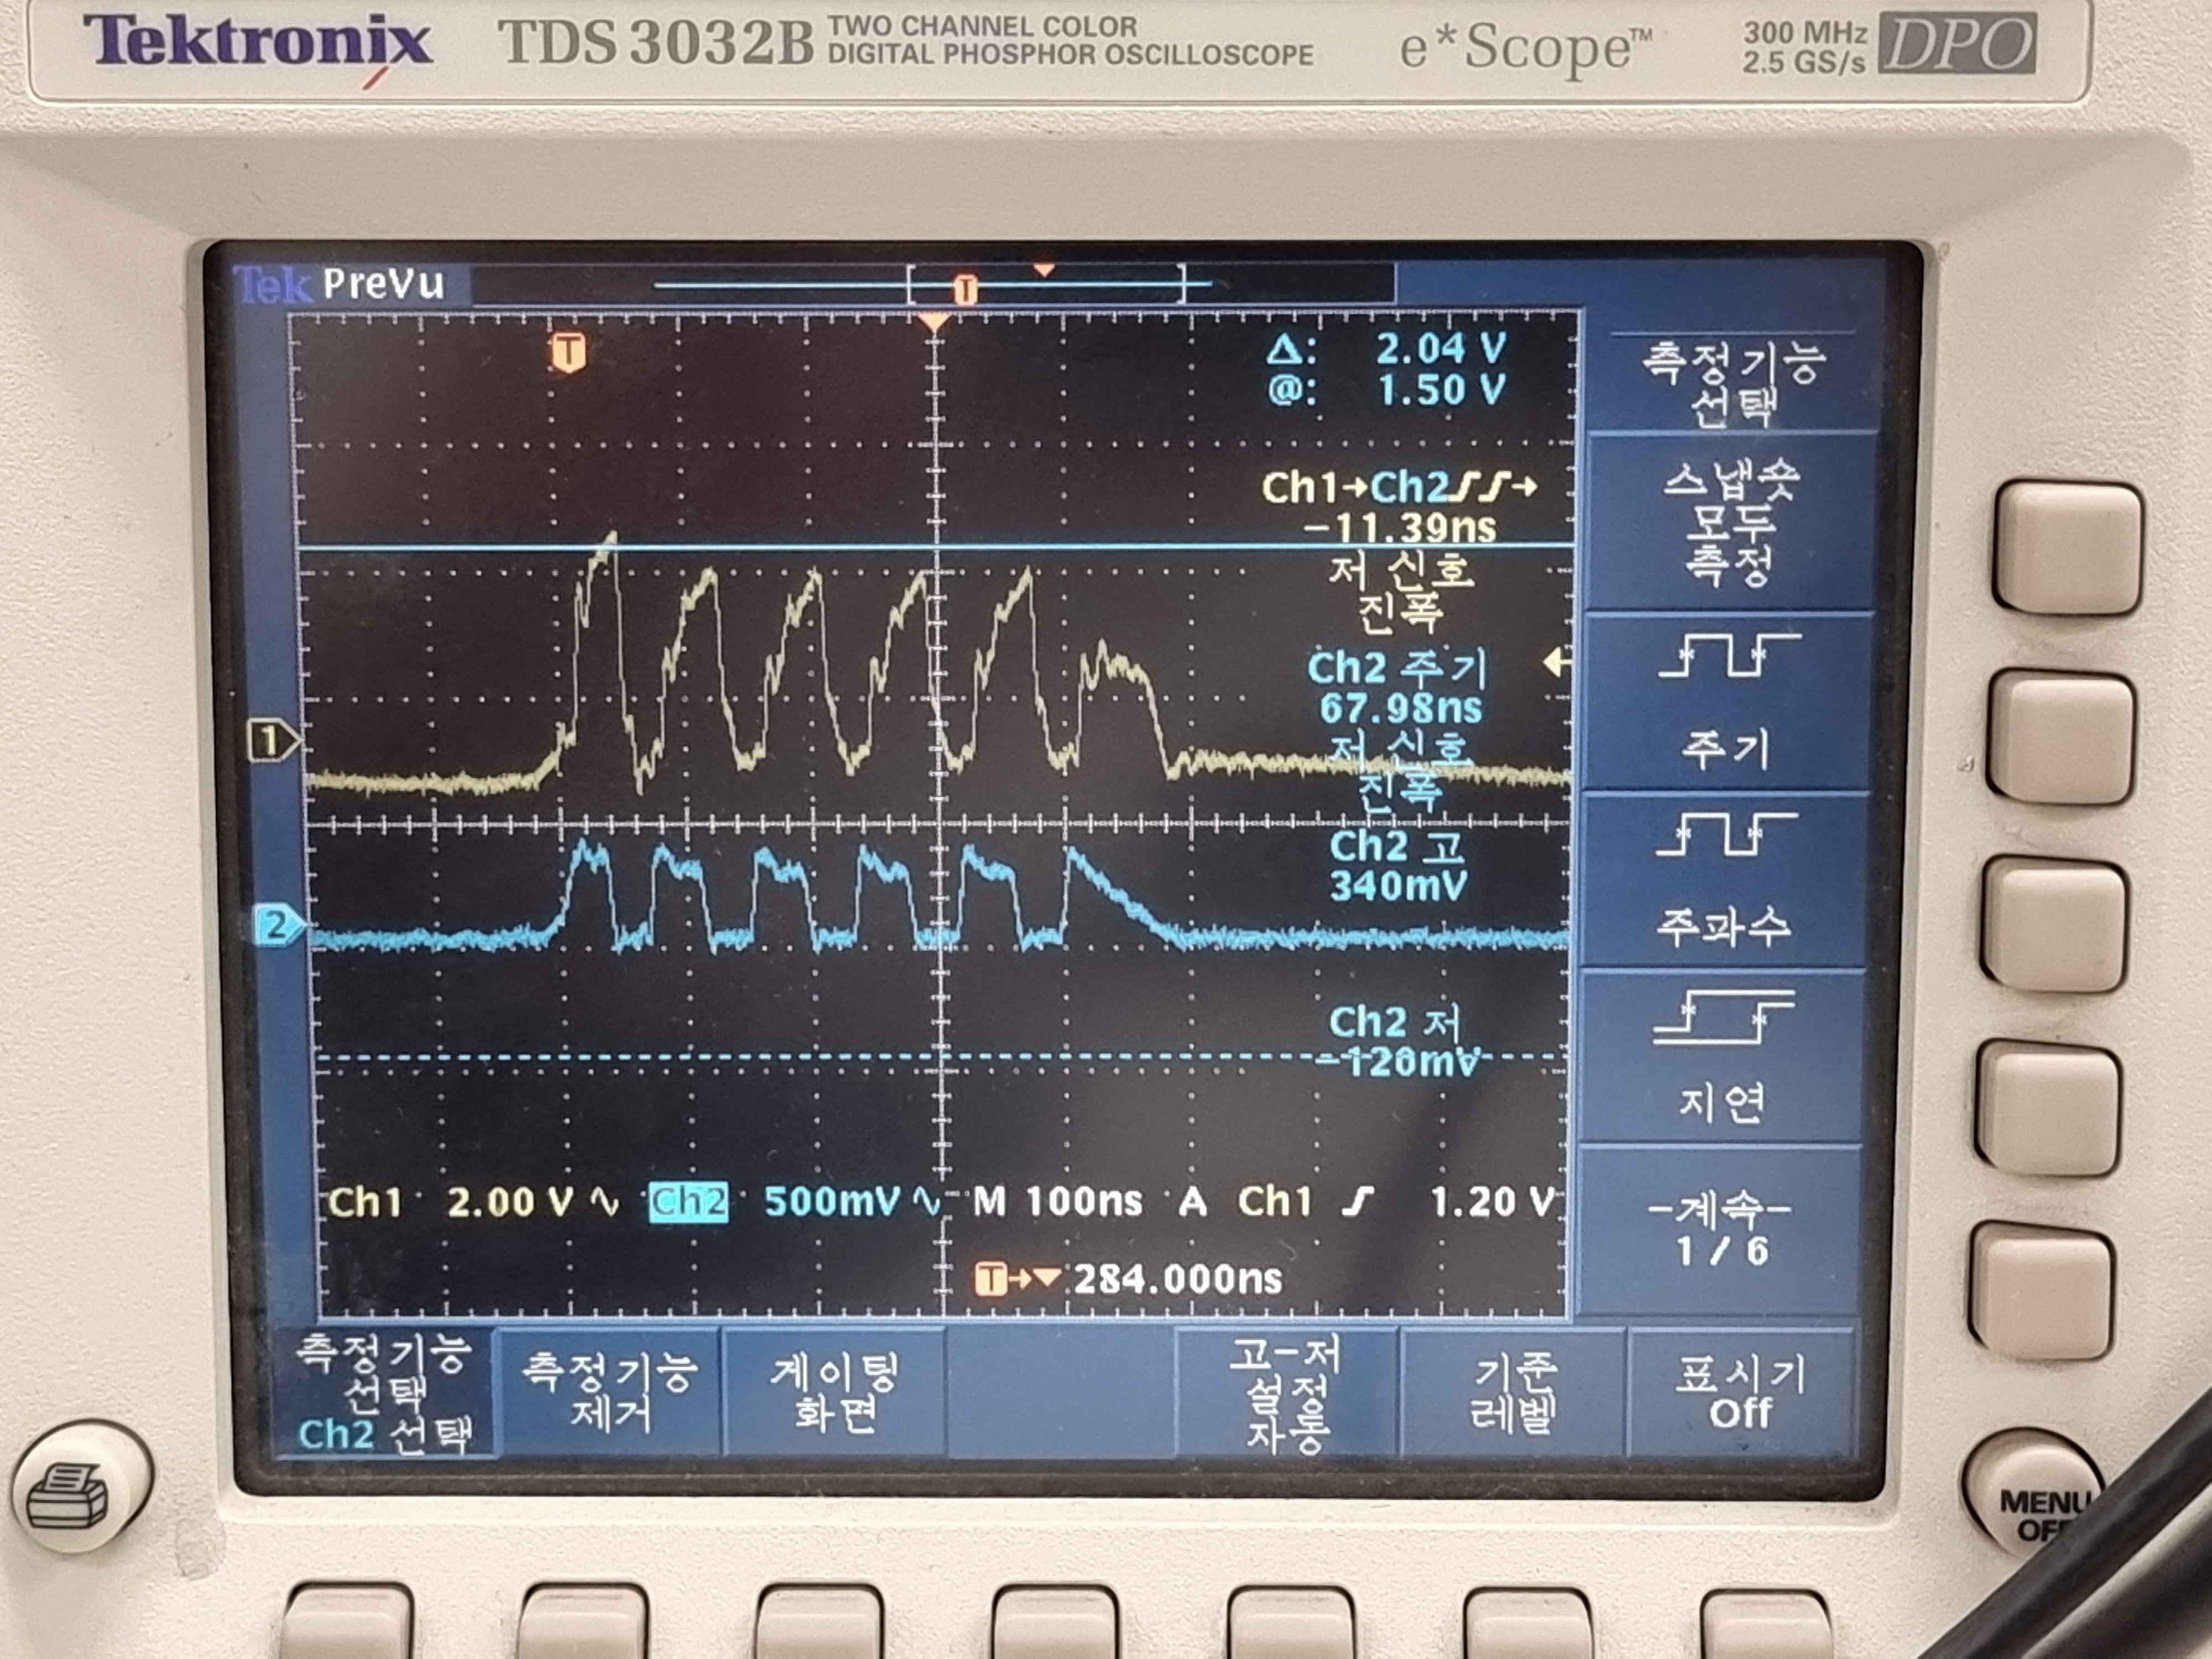 Tektronix TDS 3032B TWO CHANNEL COLOR
DIGITAL PHOSPHOR OSCILLOSCOPE
e*Scope™
300 MHz
2.5 GS/s
DPO
Tek PreVu
T
T
Δ: 2.04 V
@: 1.50 V
Ch1→Ch2
-11.39ns
저 신호
진폭
Ch2 주기
67.98ns
저 신호
진폭
Ch2 고
340mV
Ch2 저
-120mV
1
2
Ch1 2.00 V Ch2 500mV M 100ns A Ch1 1.20 V
T→ 284.000ns
측정기능
선택
스냅숏
모두
측정
주기
주파수
지연
-계속-
1 / 6
측정기능
선택
Ch2 선택
측정기능
제거
게이팅
화면
고-저
설정
자동
기준
레벨
표시기
Off
MENU
OFF